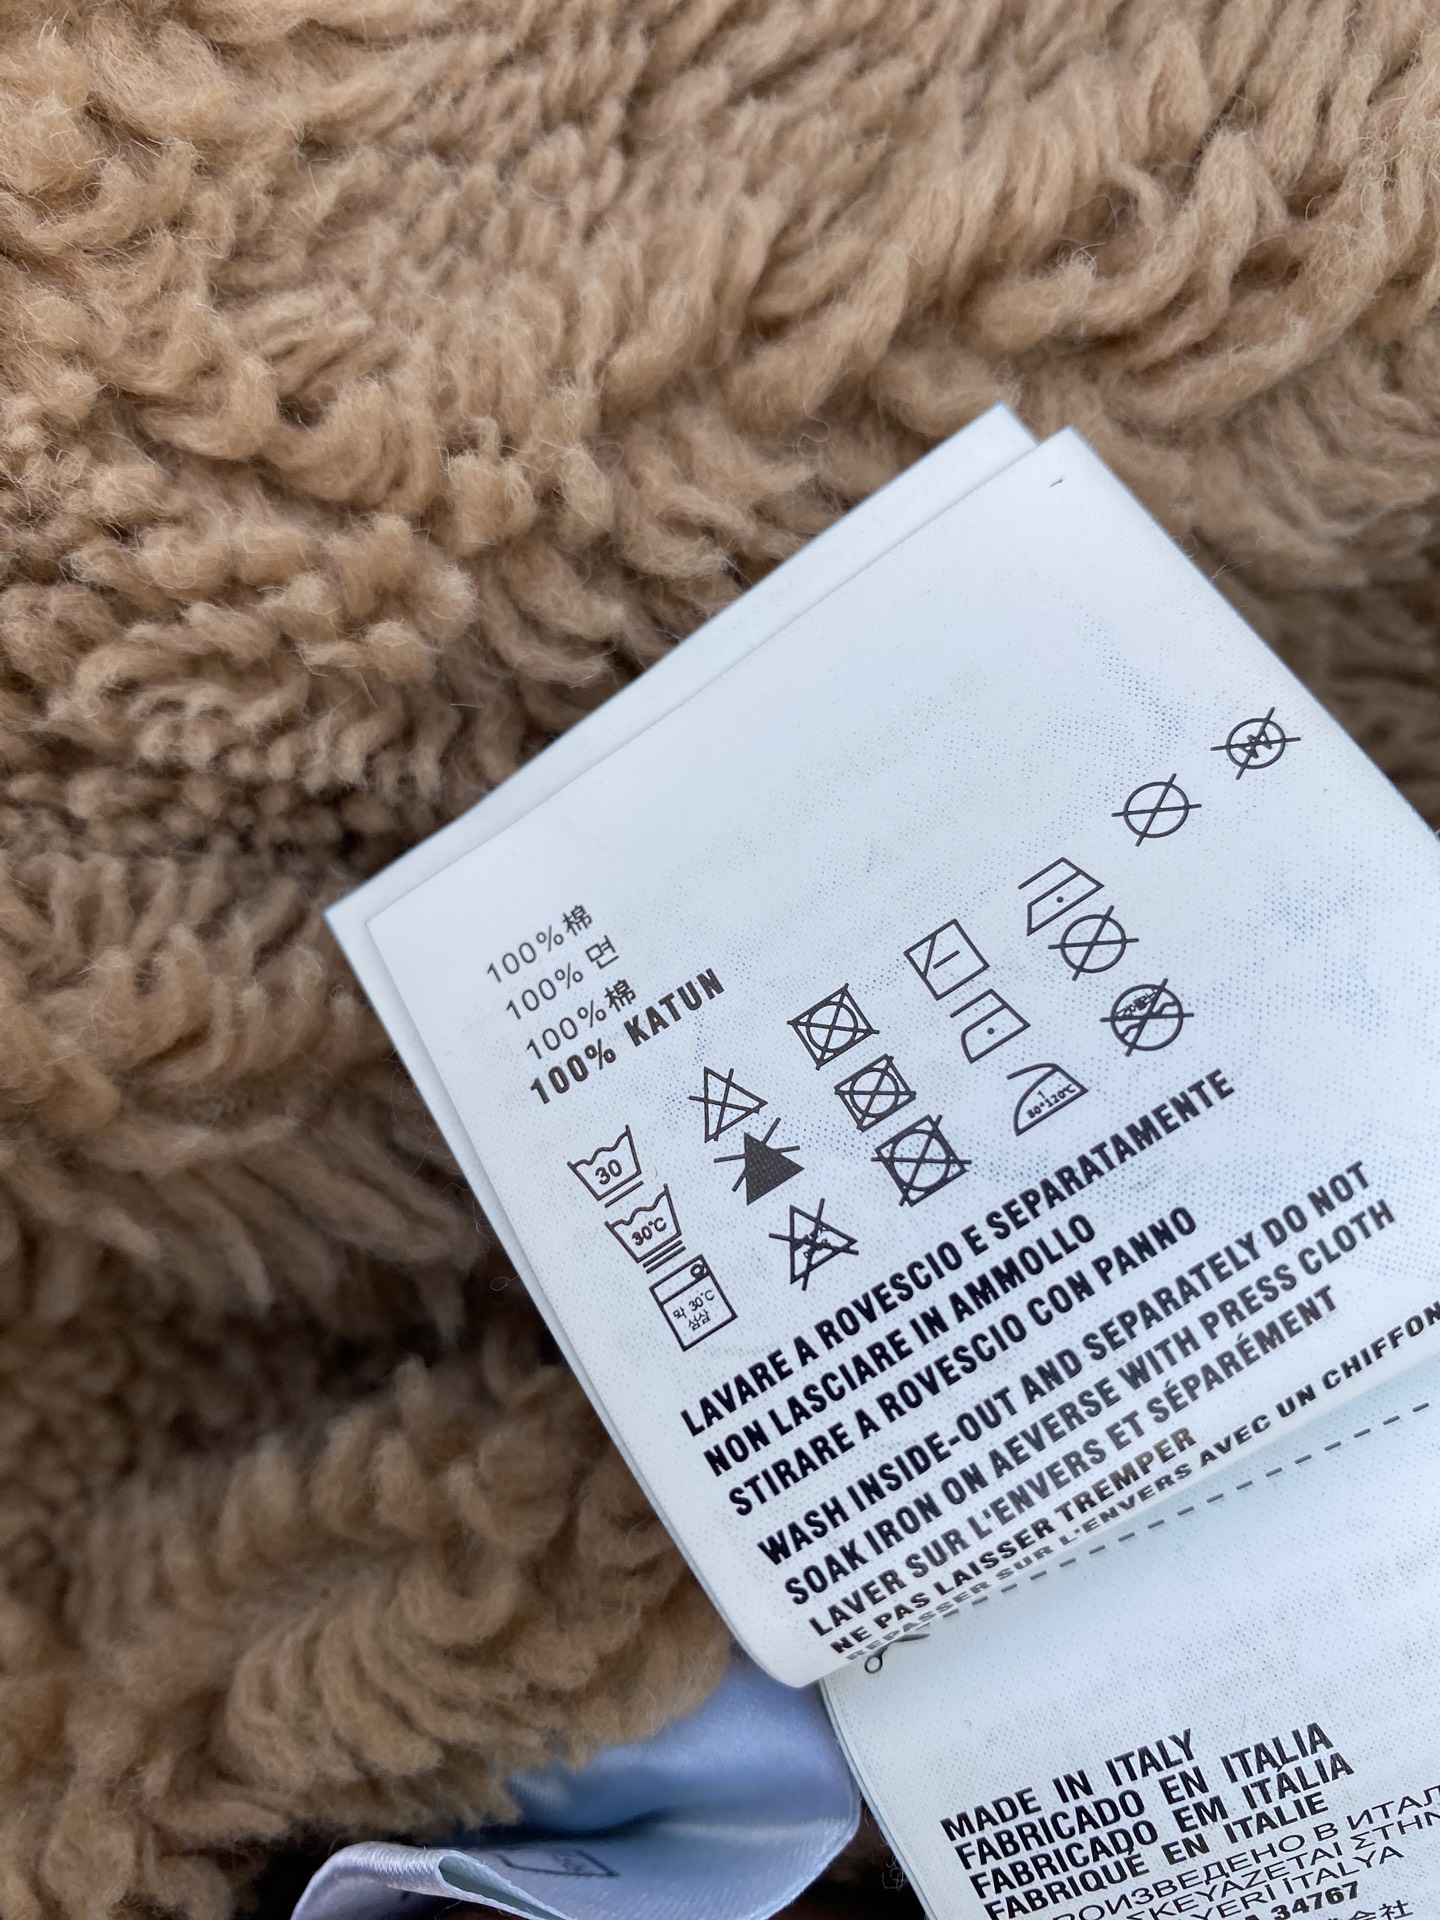 100%棉
100% 면
100%棉
100% KATUN
30
30°C
약 30°C
80-120°C
LAVARE A ROVESCIO E SEPARATAMENTE
NON LASCIARE IN AMMOLLO
STIRARE A ROVESCIO CON PANNO
WASH INSIDE-OUT AND SEPARATELY DO NOT
SOAK IRON ON AEVERSE WITH PRESS CLOTH
LAVER SUR L'ENVERS ET SÉPARÉMENT
NE PAS LAISSER TREMPER
REPASSER SUR L'ENVERS AVEC UN CHIFFON
MADE IN ITALY
FABRICADO EN ITALIA
FABRICADO EM ITÁLIA
FABRIQUÉ EN ITALIE
34767